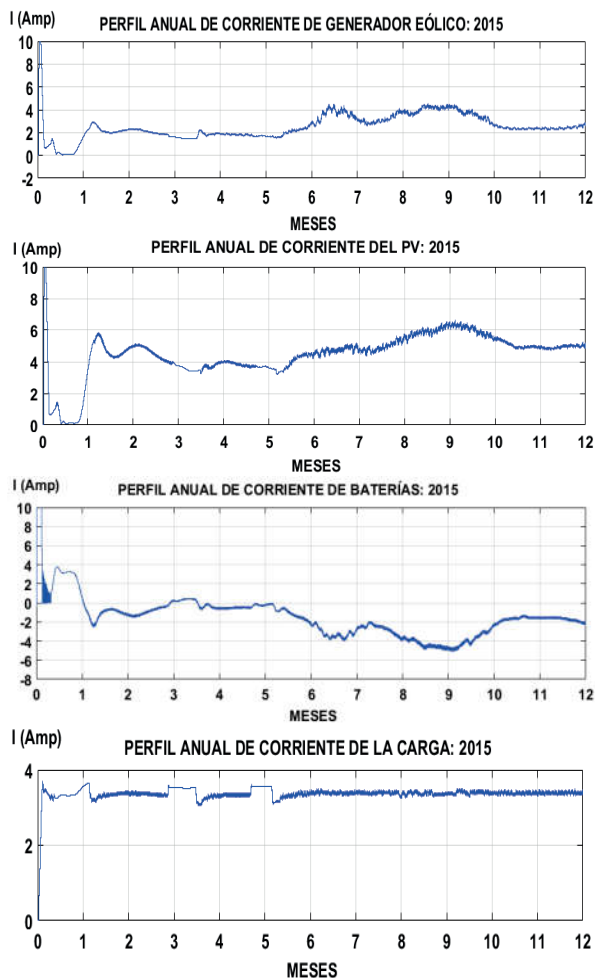 I (Amp)
PERFIL ANUAL DE CORRIENTE DE GENERADOR EÓLICO: 2015
10
8
6
4
2
0
-2
0 1 2 3 4 5 6 7 8 9 10 11 12
MESES
I (Amp)
PERFIL ANUAL DE CORRIENTE DEL PV: 2015
10
8
6
4
2
0
0 1 2 3 4 5 6 7 8 9 10 11 12
MESES
I (Amp)
PERFIL ANUAL DE CORRIENTE DE BATERÍAS: 2015
10
8
6
4
2
0
-2
-4
-6
-8
0 1 2 3 4 5 6 7 8 9 10 11 12
MESES
I (Amp)
PERFIL ANUAL DE CORRIENTE DE LA CARGA: 2015
4
2
0
0 1 2 3 4 5 6 7 8 9 10 11 12
MESES